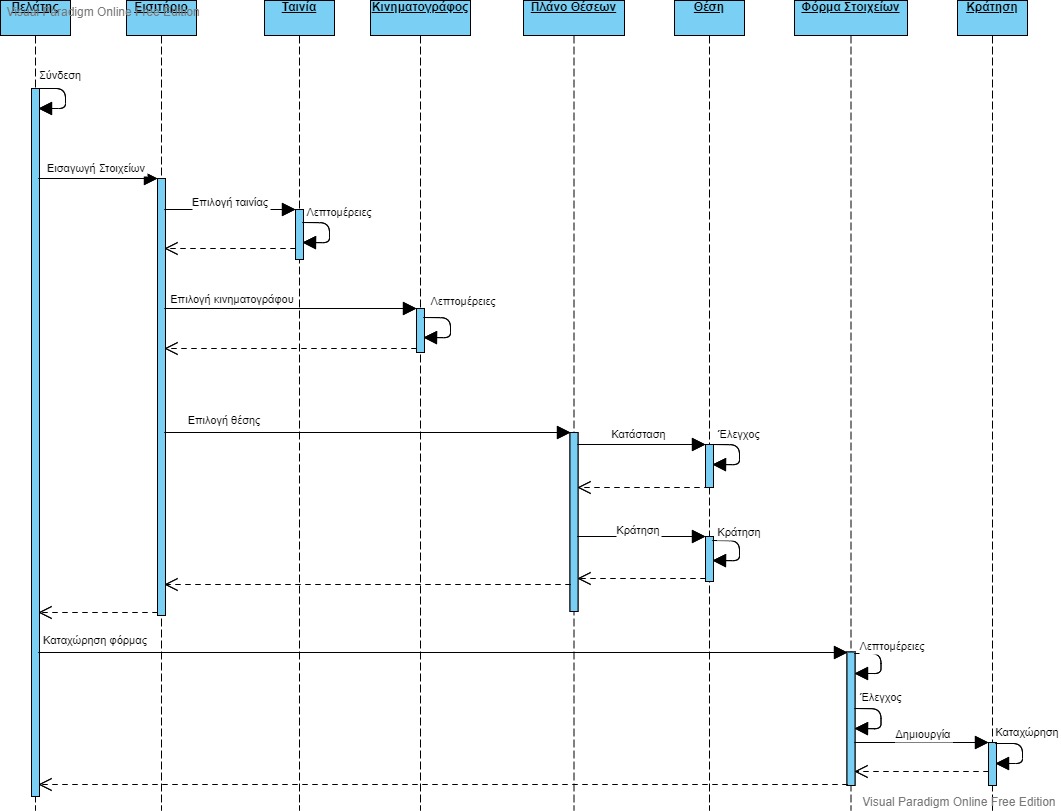 Πελάτης
Εισιτήριο
Ταινία
Κινηματογράφος
Πλάνο Θέσεων
Θέση
Φόρμα Στοιχείων
Κράτηση
Visual Paradigm Online Free Edition
Σύνδεση
Εισαγωγή Στοιχείων
Επιλογή ταινίας
Λεπτομέρειες
Επιλογή κινηματογράφου
Λεπτομέρειες
Επιλογή θέσης
Κατάσταση
Έλεγχος
Κράτηση
Κράτηση
Καταχώρηση φόρμας
Λεπτομέρειες
Έλεγχος
Δημιουργία
Καταχώρηση
Visual Paradigm Online Free Edition